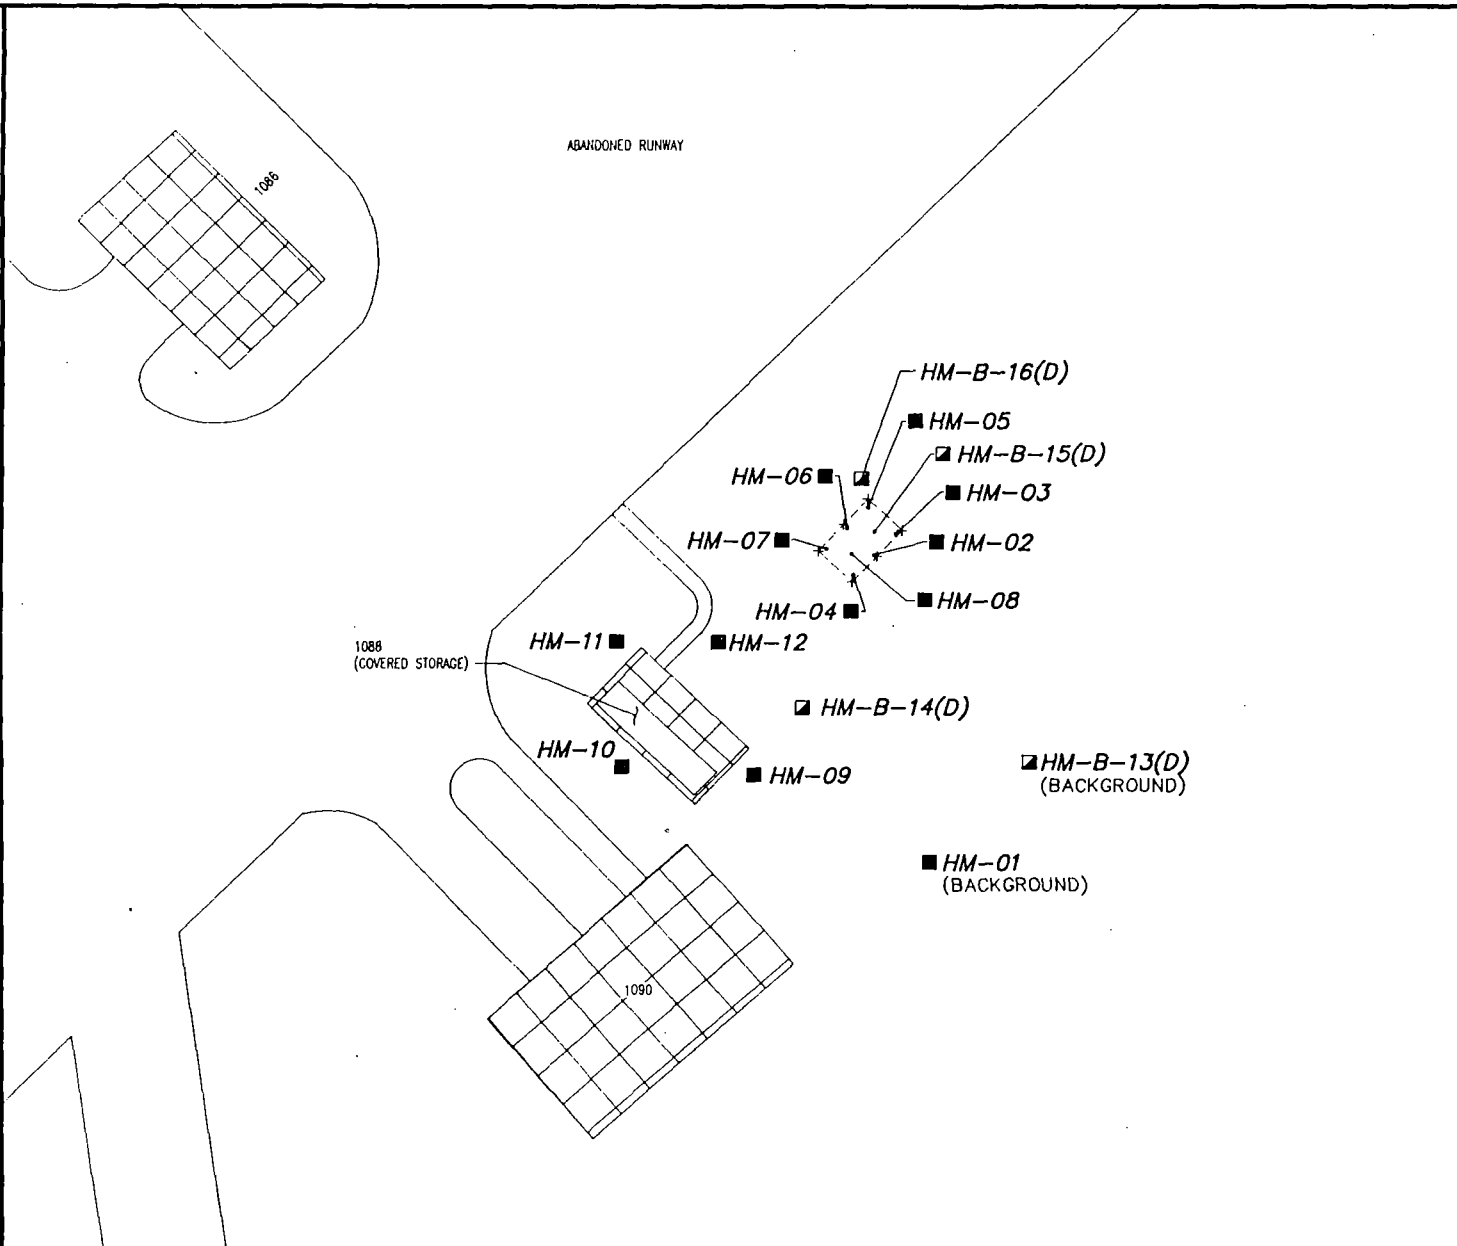 ABANDONED RUNWAY
1086
HM-B-16(D)
HM-05
HM-B-15(D)
HM-06
HM-03
HM-07
HM-02
HM-08
HM-04
HM-11
HM-12
1088
(COVERED STORAGE)
HM-B-14(D)
HM-10
HM-09
HM-B-13(D)
(BACKGROUND)
HM-01
(BACKGROUND)
1090